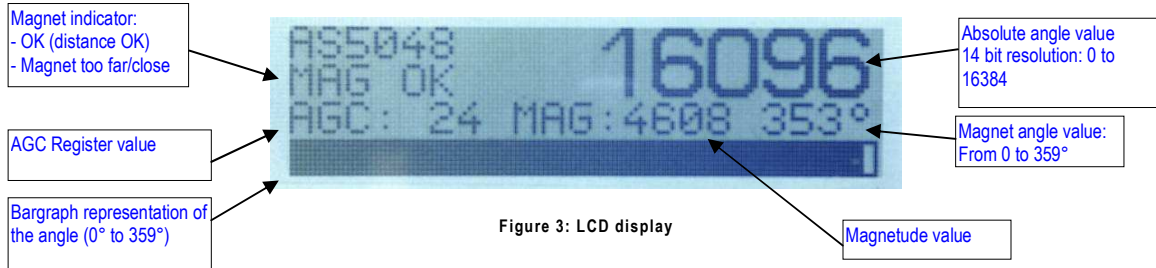 Magnet indicator:
- OK (distance OK)
- Magnet too far/close
AGC Register value
Bargraph representation of
the angle (0° to 359°)
AS5048
16096
MAG OK
AGC: 24 MAG:4608 353°
Absolute angle value
14 bit resolution: 0 to
16384
Magnet angle value:
From 0 to 359°
Magnetude value
Figure 3: LCD display